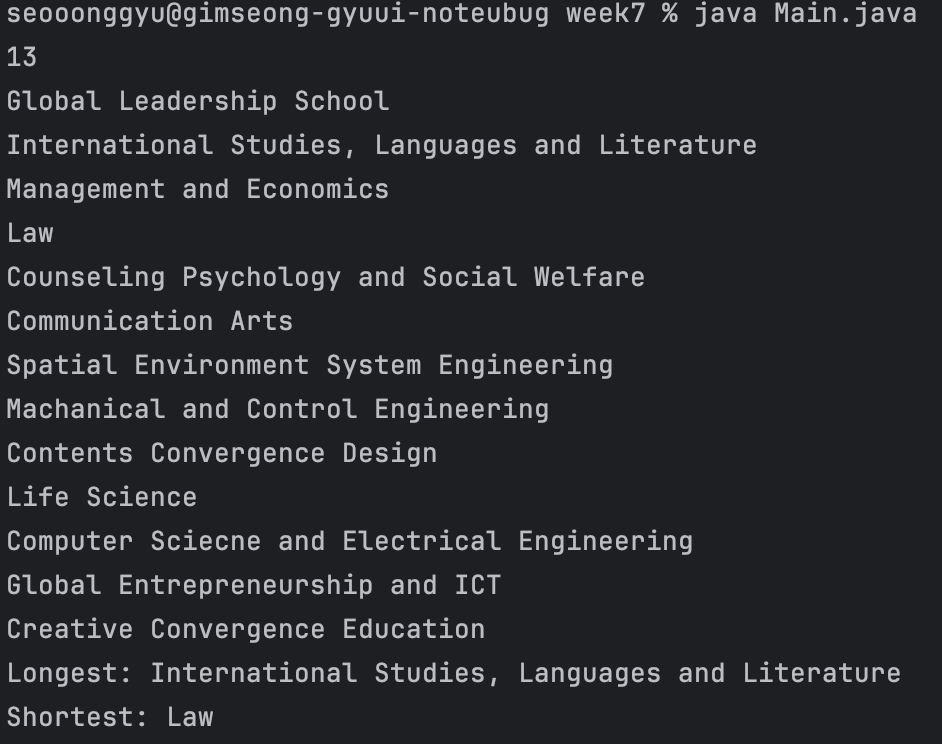 seooonggyu@gimseong-gyuui-noteubug week7 % java Main.java
13
Global Leadership School
International Studies, Languages and Literature
Management and Economics
Law
Counseling Psychology and Social Welfare
Communication Arts
Spatial Environment System Engineering
Machanical and Control Engineering
Contents Convergence Design
Life Science
Computer Sciecne and Electrical Engineering
Global Entrepreneurship and ICT
Creative Convergence Education
Longest: International Studies, Languages and Literature
Shortest: Law